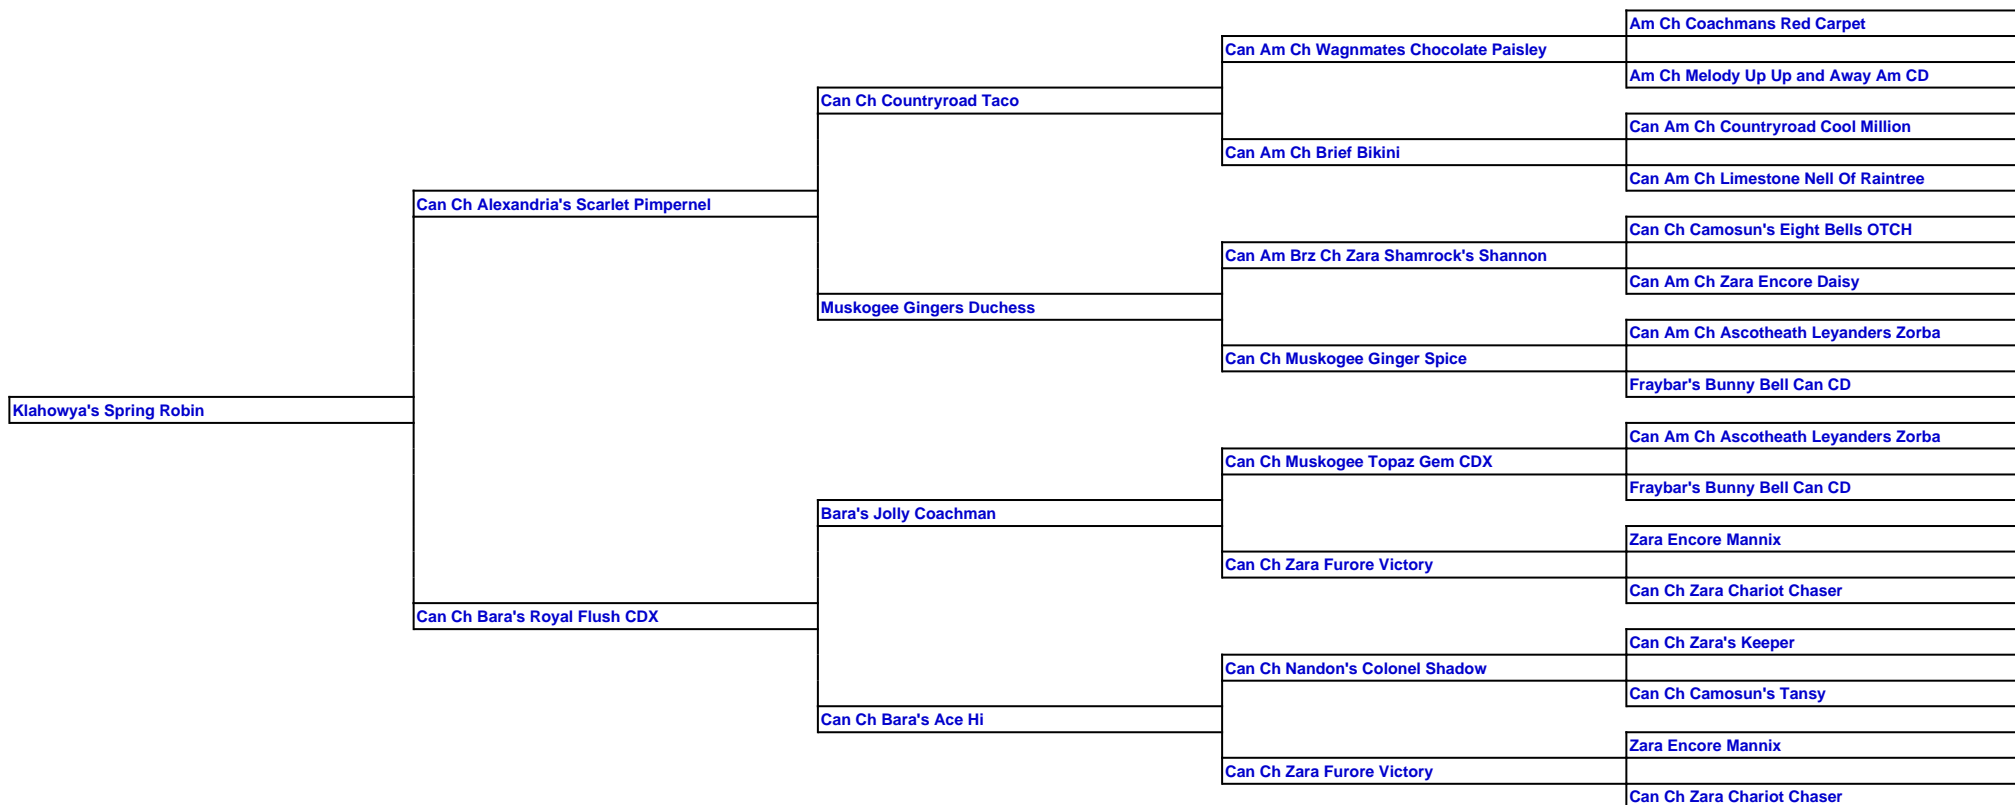 Am Ch Coachmans Red Carpet
Can Am Ch Wagnmates Chocolate Paisley
Am Ch Melody Up Up and Away Am CD
Can Ch Countryroad Taco
Can Am Ch Countryroad Cool Million
Can Am Ch Brief Bikini
Can Am Ch Limestone Nell Of Raintree
Can Ch Alexandria's Scarlet Pimpernel
Can Ch Camosun's Eight Bells OTCH
Can Am Brz Ch Zara Shamrock's Shannon
Can Am Ch Zara Encore Daisy
Muskogee Gingers Duchess
Can Am Ch Ascotheath Leyanders Zorba
Can Ch Muskogee Ginger Spice
Fraybar's Bunny Bell Can CD
Klahowya's Spring Robin
Can Am Ch Ascotheath Leyanders Zorba
Can Ch Muskogee Topaz Gem CDX
Fraybar's Bunny Bell Can CD
Bara's Jolly Coachman
Zara Encore Mannix
Can Ch Zara Furore Victory
Can Ch Zara Chariot Chaser
Can Ch Bara's Royal Flush CDX
Can Ch Zara's Keeper
Can Ch Nandon's Colonel Shadow
Can Ch Camosun's Tansy
Can Ch Bara's Ace Hi
Zara Encore Mannix
Can Ch Zara Furore Victory
Can Ch Zara Chariot Chaser